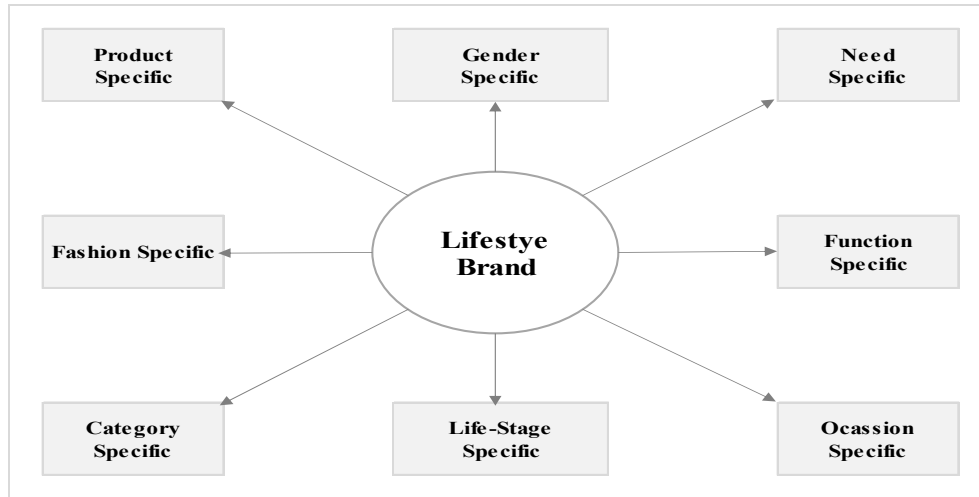 Product
Specific
Gender
Specific
Need
Specific
Fashion Specific
Lifestye
Brand
Function
Specific
Category
Specific
Life-Stage
Specific
Ocassion
Specific